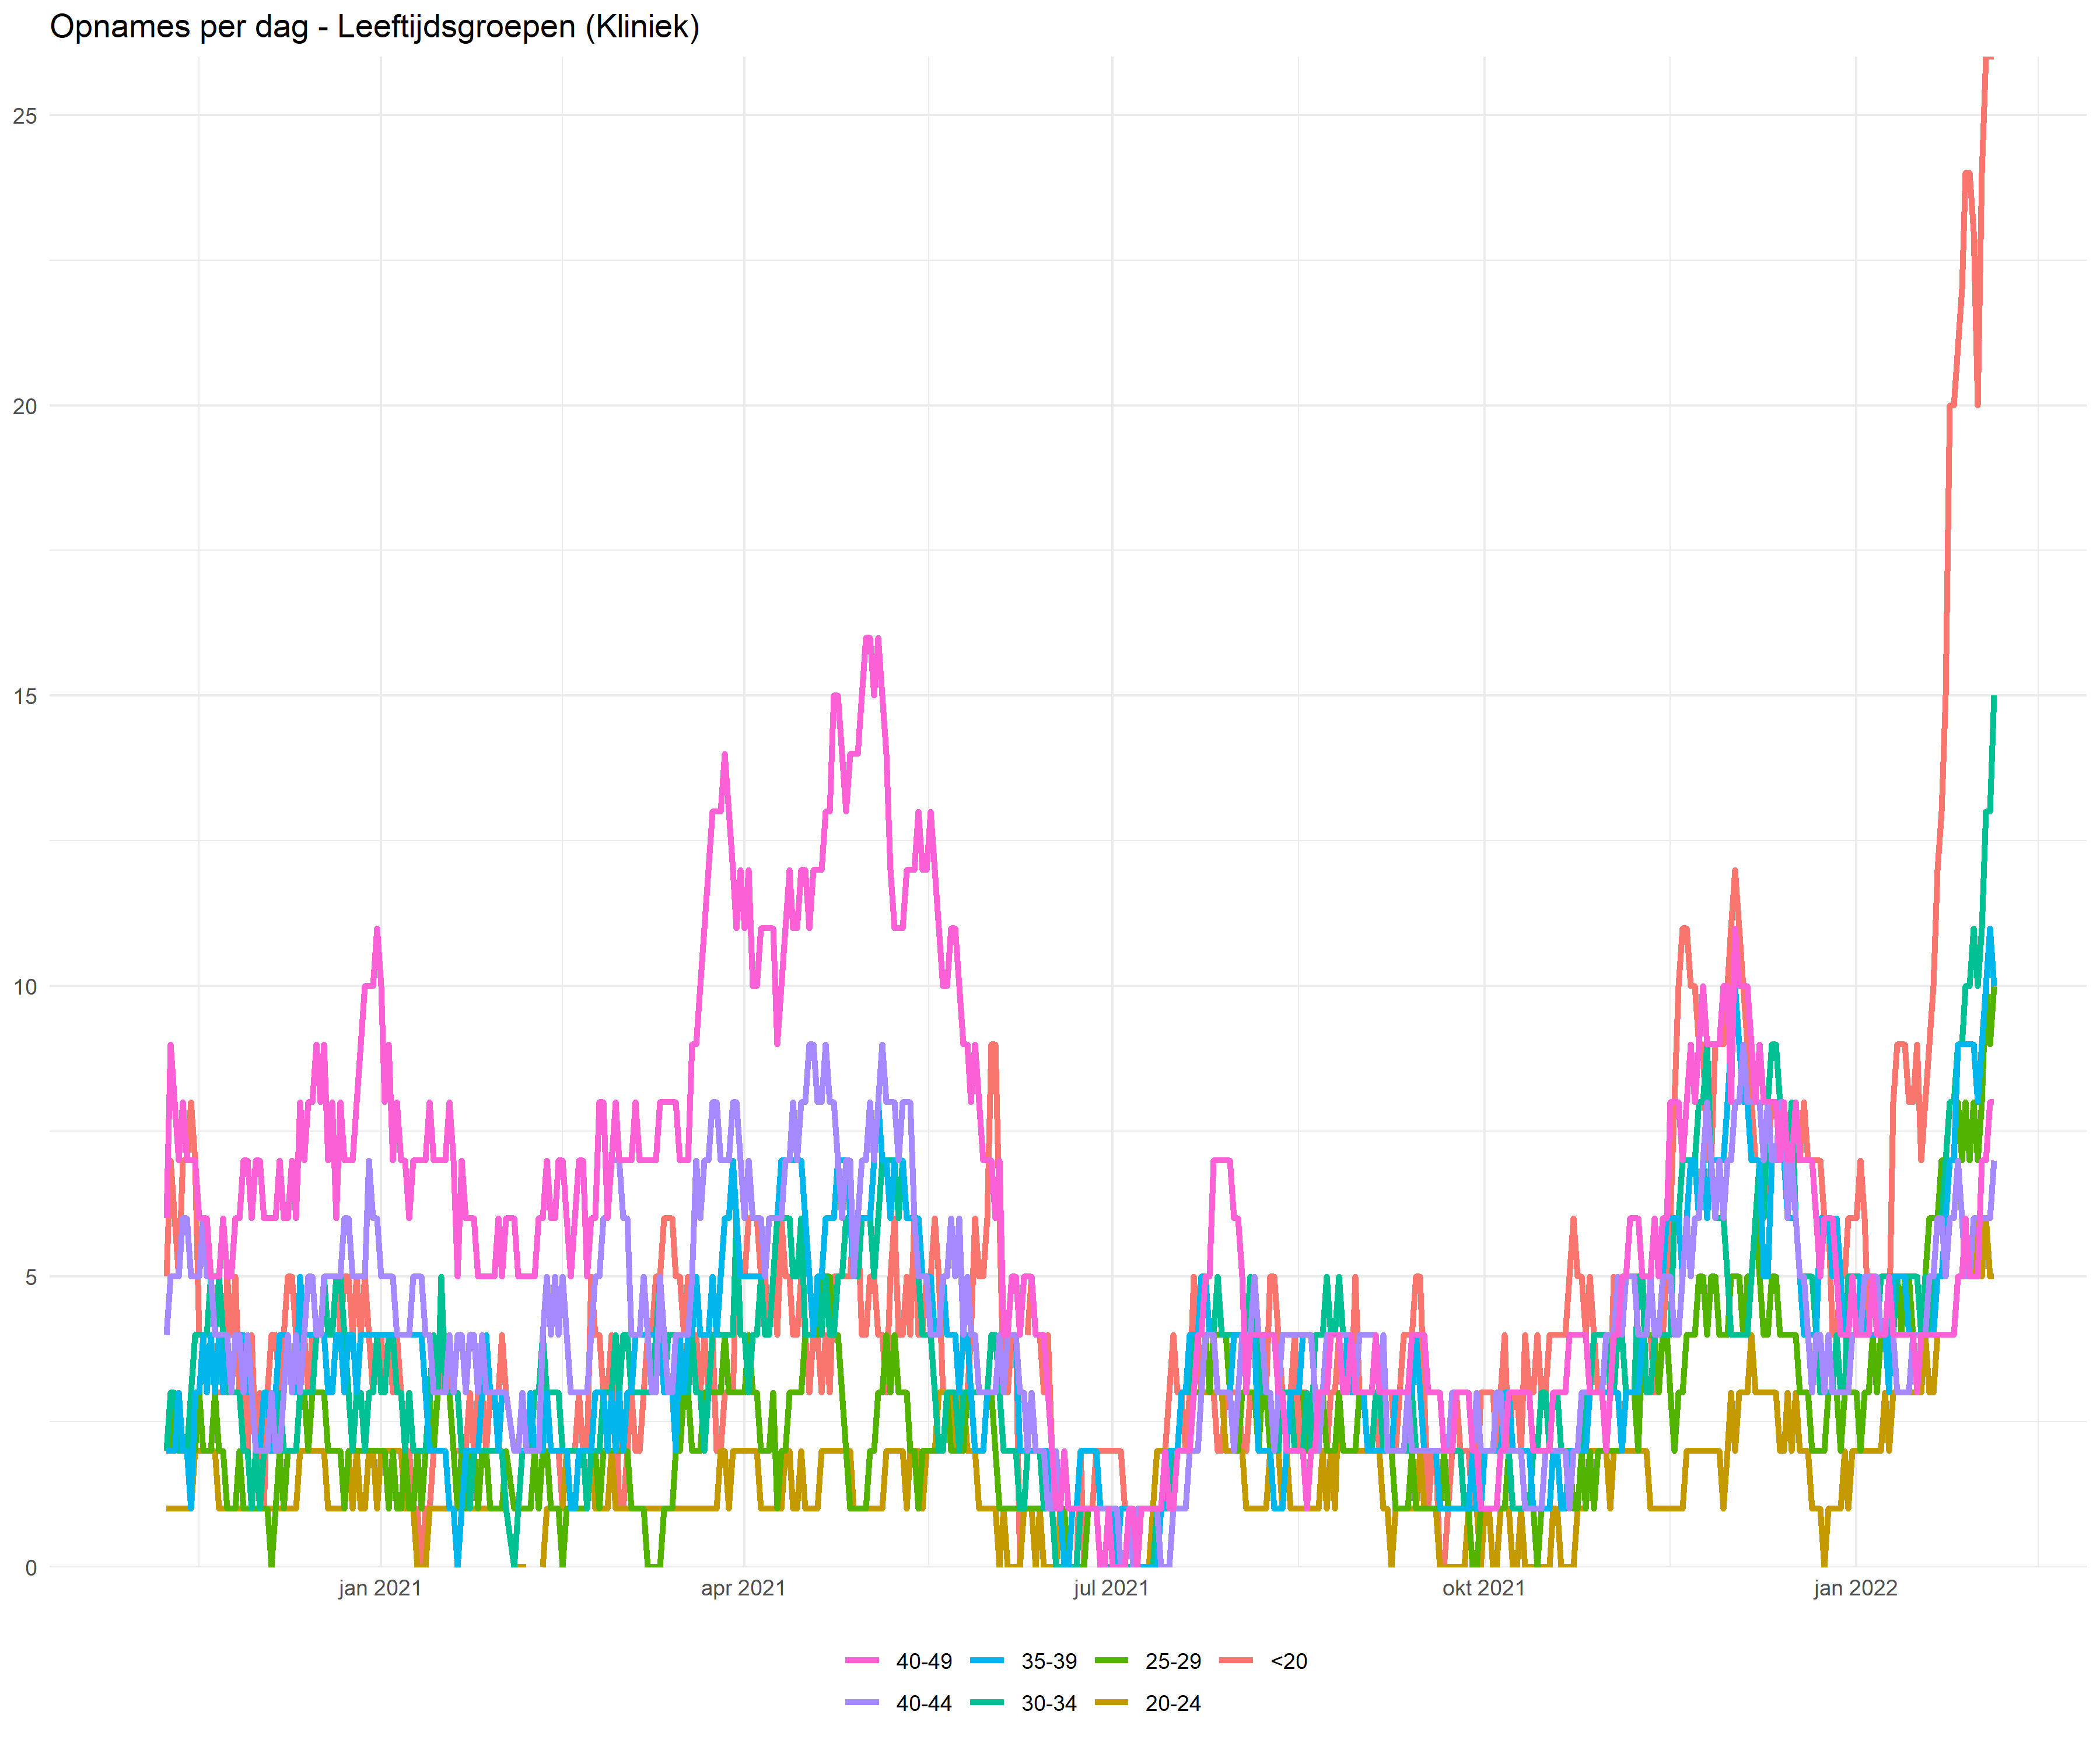 Opnames per dag - Leeftijdsgroepen (Kliniek)
25
20
15
10
5
0
jan 2021 apr 2021 jul 2021 okt 2021 jan 2022
40-49 35-39 25-29 <20
40-44 30-34 20-24